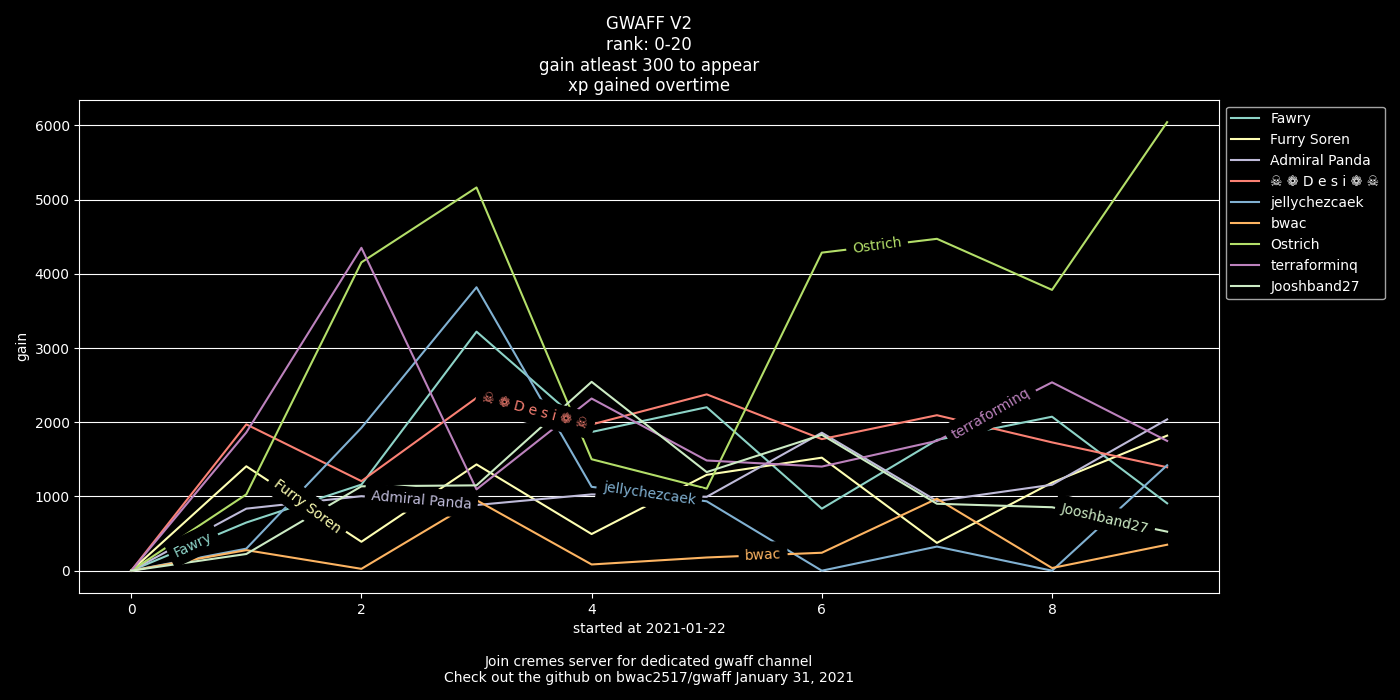 GWAFF V2
rank: 0-20
gain atleast 300 to appear
xp gained overtime
6000
5000
4000
3000
2000
1000
0
gain
0
2
4
6
8
started at 2021-01-22
Fawry
Furry Soren
Admiral Panda
☠ ❁ D e s i ❁ ☠
jellychezcaek
bwac
Ostrich
terraforminq
Jooshband27
Fawry
Furry Soren
Admiral Panda
☠ ❁ D e s i ❁ ☠
jellychezcaek
bwac
Ostrich
terraforminq
Jooshband27
Join cremes server for dedicated gwaff channel
Check out the github on bwac2517/gwaff January 31, 2021